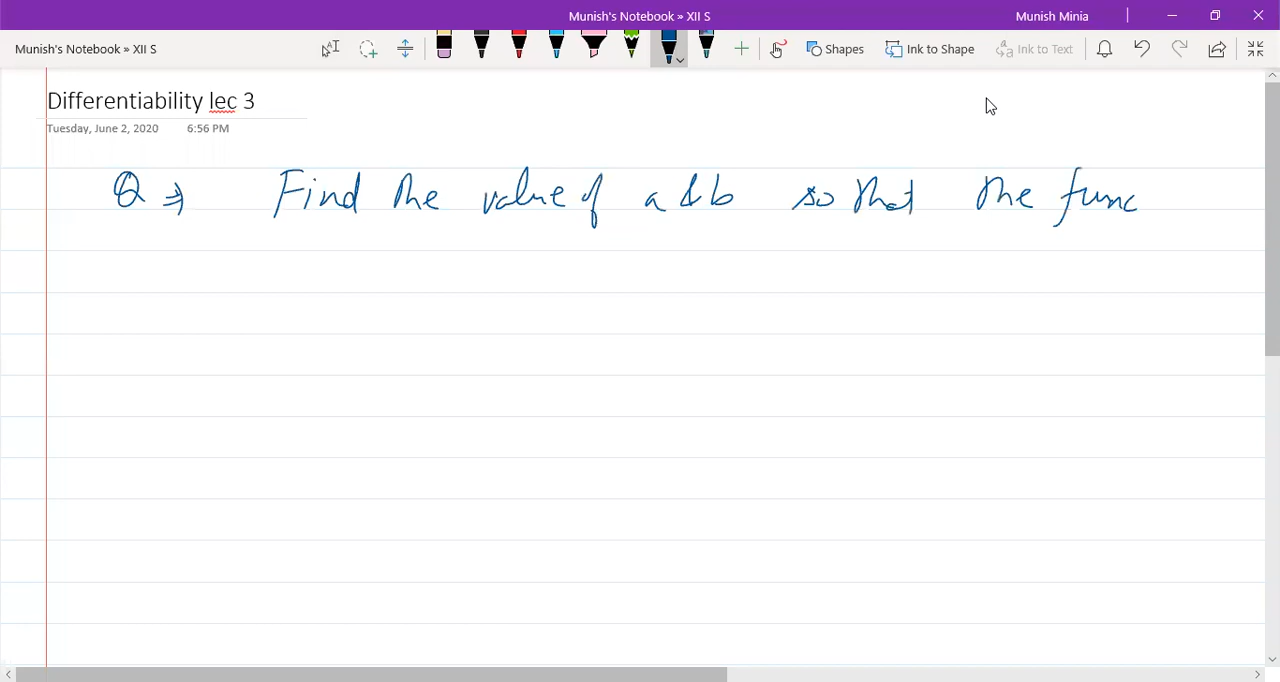 Munish's Notebook » XII S
Munish Minia
Munish's Notebook » XII S
Shapes
Ink to Shape
Ink to Text
Differentiability lec 3
Tuesday, June 2, 2020 6:56 PM
Q ⇒ Find the value of a & b so that the func